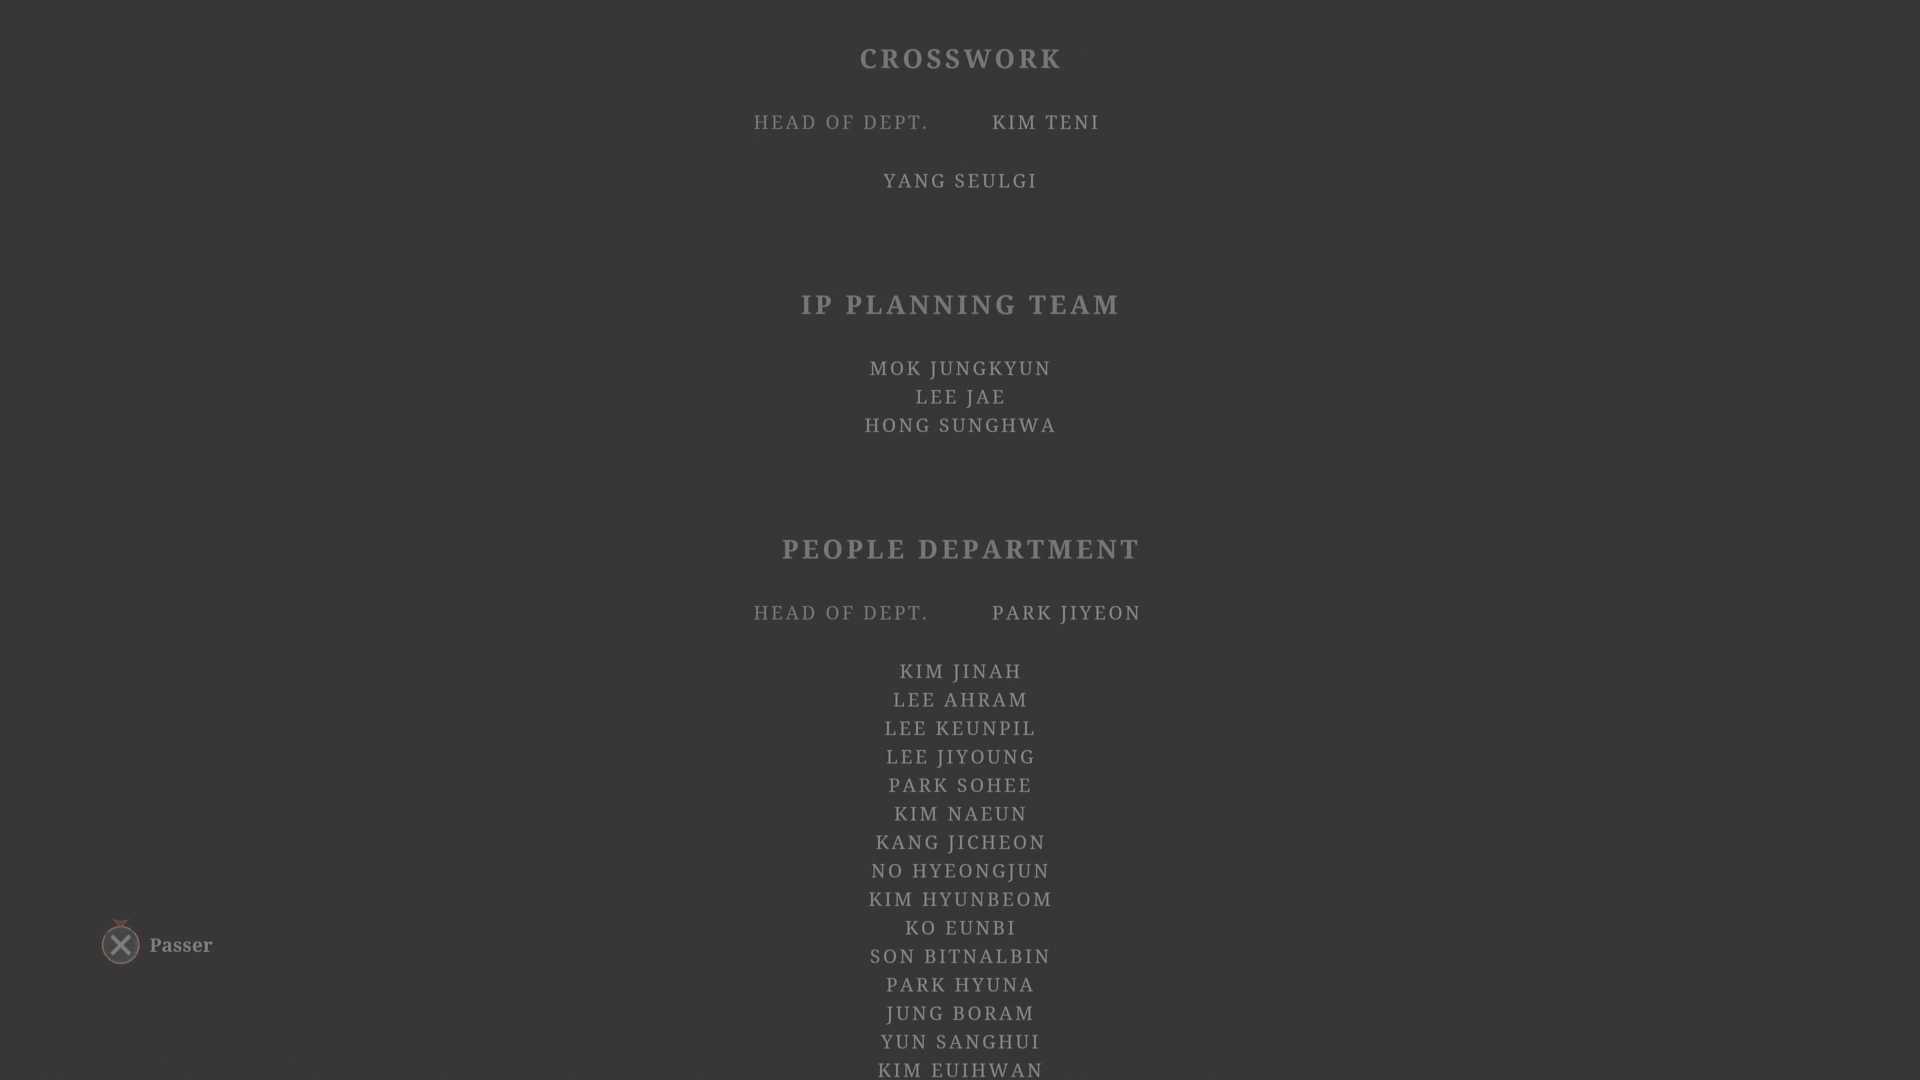 CROSSWORK
HEAD OF DEPT. KIM TENI
YANG SEULGI
IP PLANNING TEAM
MOK JUNGKYUN
LEE JAE
HONG SUNGHWA
PEOPLE DEPARTMENT
HEAD OF DEPT. PARK JIYEON
KIM JINAH
LEE AHRAM
LEE KEUNPIL
LEE JIYOUNG
PARK SOHEE
KIM NAEUN
KANG JICHEON
NO HYEONGJUN
KIM HYUNBEOM
KO EUNBI
Passer
SON BITNALBIN
PARK HYUNA
JUNG BORAM
YUN SANGHUI
KIM EUIHWAN